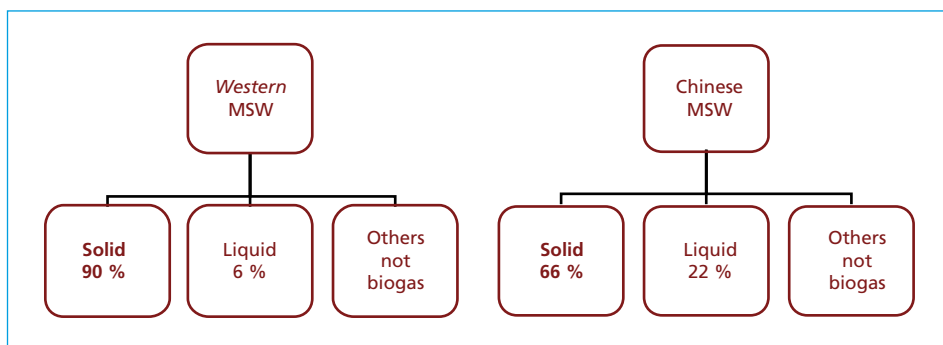 Western
MSW
Solid
90 %
Liquid
6 %
Others
not
biogas
Chinese
MSW
Solid
66 %
Liquid
22 %
Others
not
biogas